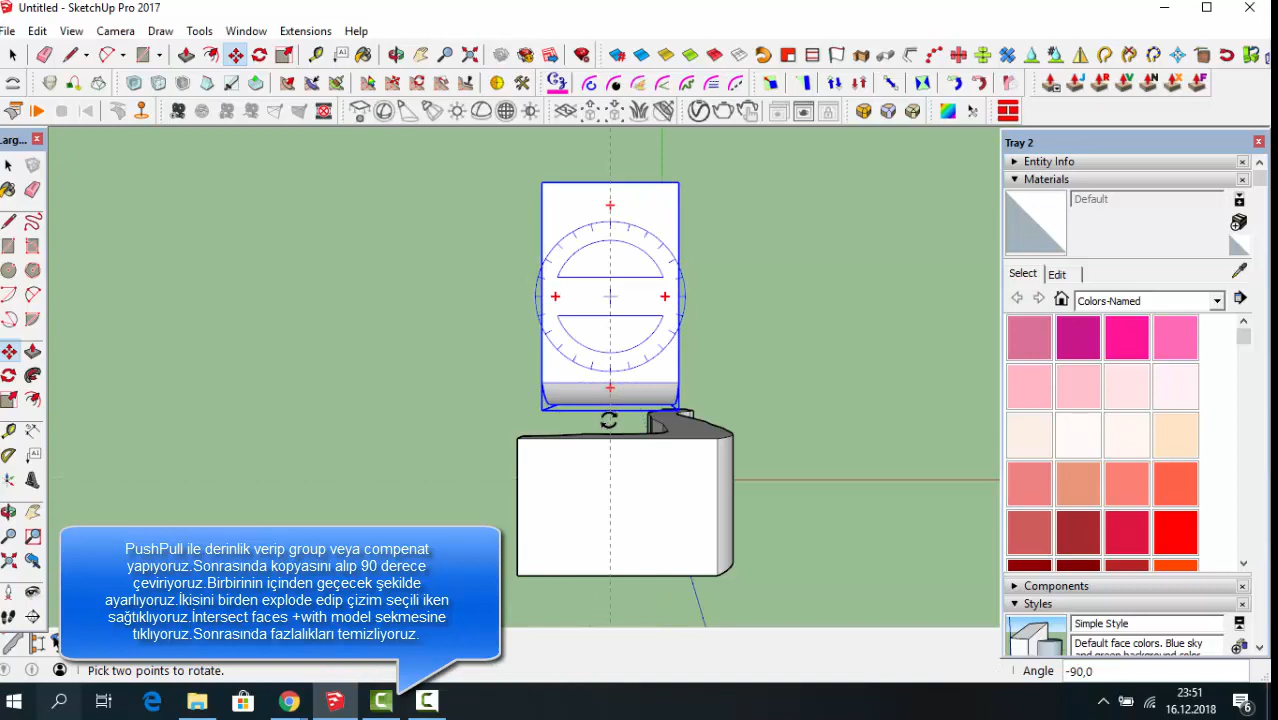 Untitled - SketchUp Pro 2017
File Edit View Camera Draw Tools Window Extensions Help
Larg...
Tray 2
Entity Info
Materials
Default
Select Edit
Colors-Named
Components
Styles
Simple Style
Default face colors. Blue sky
PushPull ile derinlik verip group veya compenat
yapıyoruz.Sonrasında kopyasını alıp 90 derece
çeviriyoruz.Birbirinin içinden geçecek şekilde
ayarlıyoruz.İkisini birden explode edip çizim seçili iken
sağtıklıyoruz.İntersect faces +with model sekmesine
tıklıyoruz.Sonrasında fazlalıkları temizliyoruz.
Pick two points to rotate.
Angle -90,0
23:51
16.12.2018
6